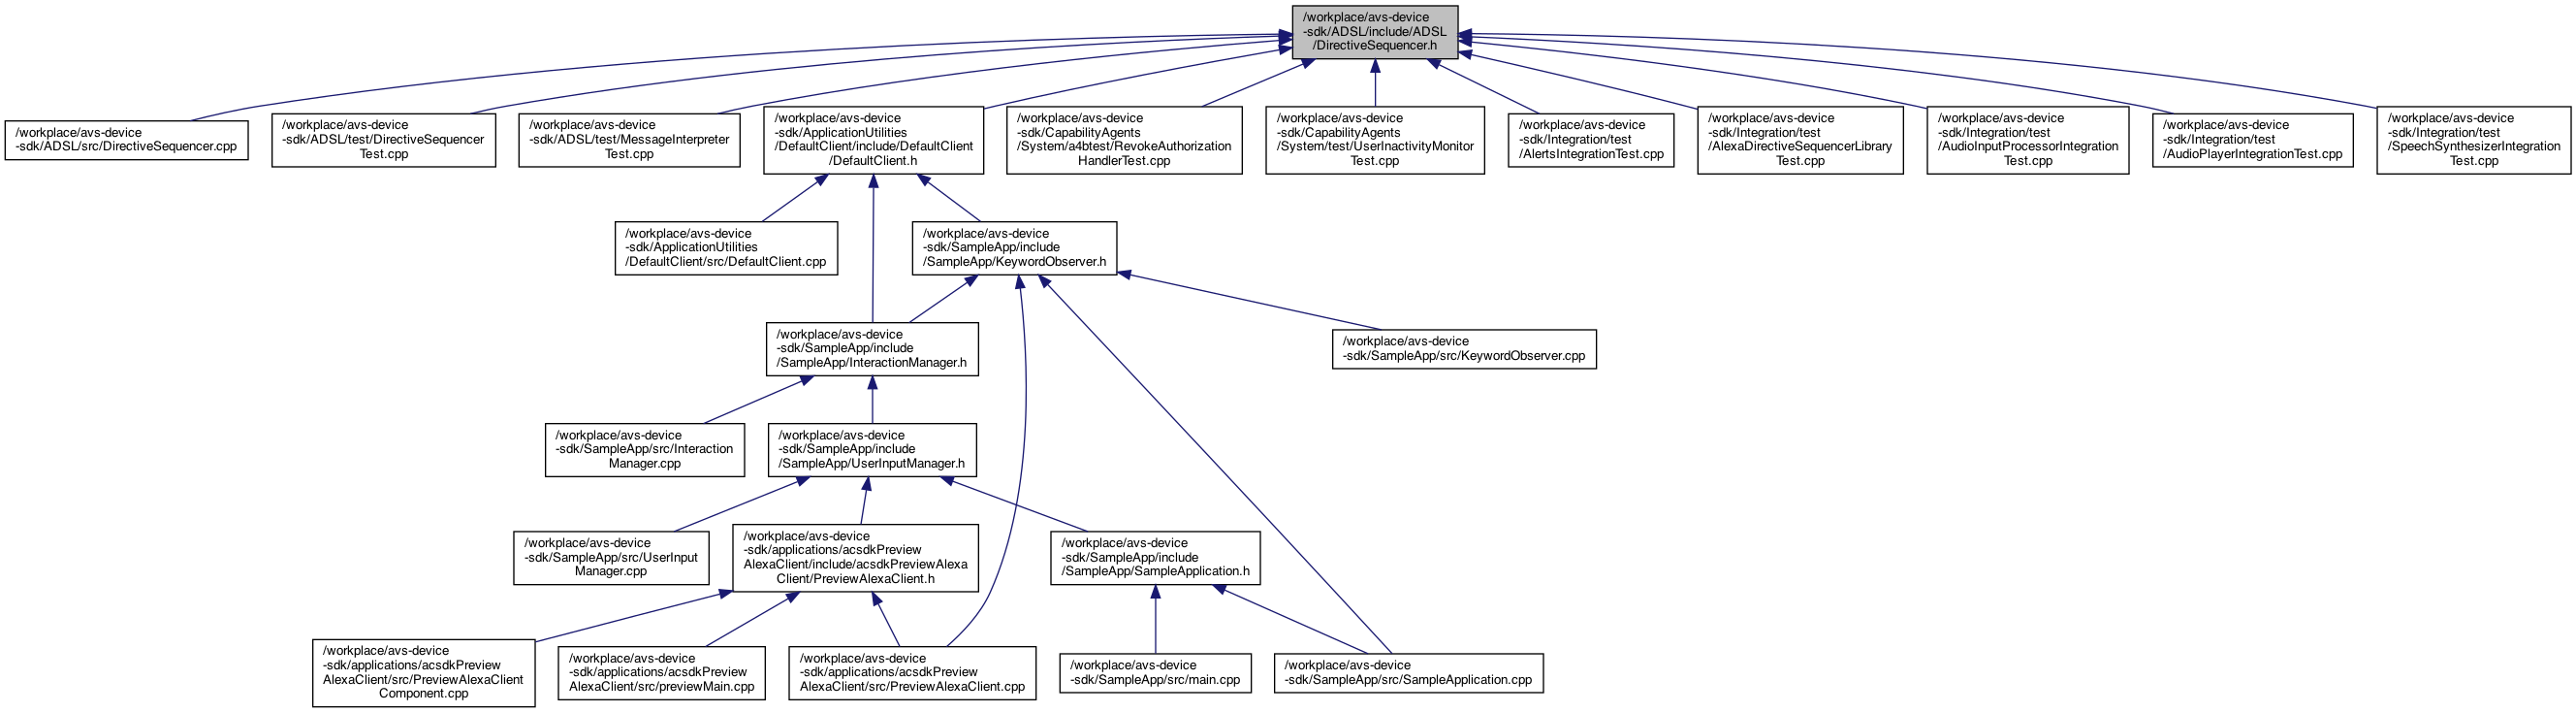 /workplace/avs-device
-sdk/ADSL/include/ADSL
/DirectiveSequencer.h
/workplace/avs-device
-sdk/ADSL/src/DirectiveSequencer.cpp
/workplace/avs-device
-sdk/ADSL/test/DirectiveSequencer
Test.cpp
/workplace/avs-device
-sdk/ADSL/test/MessageInterpreter
Test.cpp
/workplace/avs-device
-sdk/ApplicationUtilities
/DefaultClient/include/DefaultClient
/DefaultClient.h
/workplace/avs-device
-sdk/CapabilityAgents
/System/a4btest/RevokeAuthorization
HandlerTest.cpp
/workplace/avs-device
-sdk/CapabilityAgents
/System/test/UserInactivityMonitor
Test.cpp
/workplace/avs-device
-sdk/Integration/test
/AlertsIntegrationTest.cpp
/workplace/avs-device
-sdk/Integration/test
/AlexaDirectiveSequencerLibrary
Test.cpp
/workplace/avs-device
-sdk/Integration/test
/AudioInputProcessorIntegration
Test.cpp
/workplace/avs-device
-sdk/Integration/test
/AudioPlayerIntegrationTest.cpp
/workplace/avs-device
-sdk/Integration/test
/SpeechSynthesizerIntegration
Test.cpp
/workplace/avs-device
-sdk/ApplicationUtilities
/DefaultClient/src/DefaultClient.cpp
/workplace/avs-device
-sdk/SampleApp/include
/SampleApp/KeywordObserver.h
/workplace/avs-device
-sdk/SampleApp/include
/SampleApp/InteractionManager.h
/workplace/avs-device
-sdk/SampleApp/src/KeywordObserver.cpp
/workplace/avs-device
-sdk/SampleApp/src/Interaction
Manager.cpp
/workplace/avs-device
-sdk/SampleApp/include
/SampleApp/UserInputManager.h
/workplace/avs-device
-sdk/SampleApp/src/UserInput
Manager.cpp
/workplace/avs-device
-sdk/applications/acsdkPreview
AlexaClient/include/acsdkPreviewAlexa
Client/PreviewAlexaClient.h
/workplace/avs-device
-sdk/SampleApp/include
/SampleApp/SampleApplication.h
/workplace/avs-device
-sdk/applications/acsdkPreview
AlexaClient/src/PreviewAlexaClient
Component.cpp
/workplace/avs-device
-sdk/applications/acsdkPreview
AlexaClient/src/previewMain.cpp
/workplace/avs-device
-sdk/applications/acsdkPreview
AlexaClient/src/PreviewAlexaClient.cpp
/workplace/avs-device
-sdk/SampleApp/src/main.cpp
/workplace/avs-device
-sdk/SampleApp/src/SampleApplication.cpp